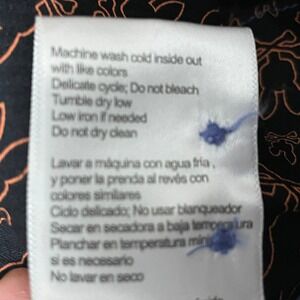 Machine wash cold inside out
with like colors
Delicate cycle; Do not bleach
Tumble dry low
Low iron if needed
Do not dry clean
Lavar a máquina con agua fria ,
y poner la prenda al revés con
colores similares
Ciclo delicado; No usar blanqueador
Secar en secadora a baja temperatura
Planchar en temperatura
si es necesario
No lavar en seco